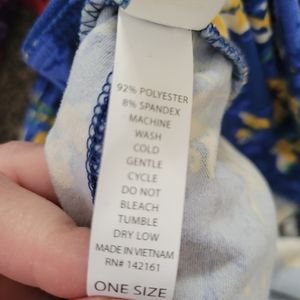 92% POLYESTER
8% SPANDEX
MACHINE
WASH
COLD
GENTLE
CYCLE
DO NOT
BLEACH
TUMBLE
DRY LOW
MADE IN VIETNAM
RN# 142161
ONE SIZE